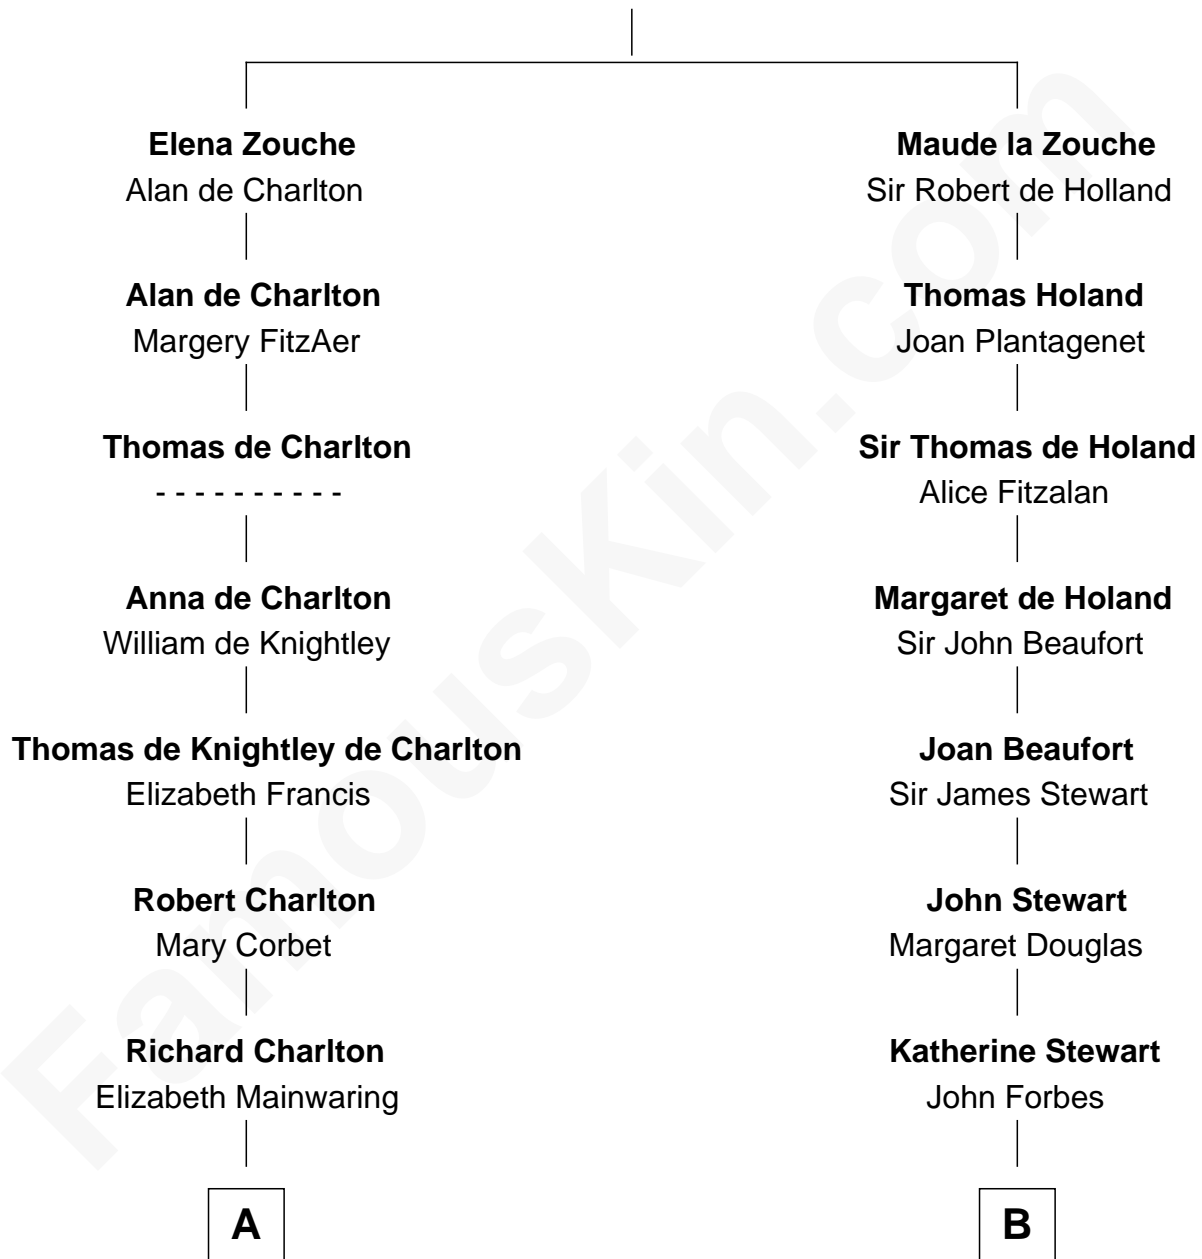 Elena Zouche
Alan de Charlton
Maude la Zouche
Sir Robert de Holland
Alan de Charlton
Margery FitzAer
Thomas Holand
Joan Plantagenet
Thomas de Charlton
- - - - - - - - - -
Sir Thomas de Holand
Alice Fitzalan
Anna de Charlton
William de Knightley
Margaret de Holand
Sir John Beaufort
Thomas de Knightley de Charlton
Elizabeth Francis
Joan Beaufort
Sir James Stewart
Robert Charlton
Mary Corbet
John Stewart
Margaret Douglas
Richard Charlton
Elizabeth Mainwaring
Katherine Stewart
John Forbes
A
B
FamousKin.com